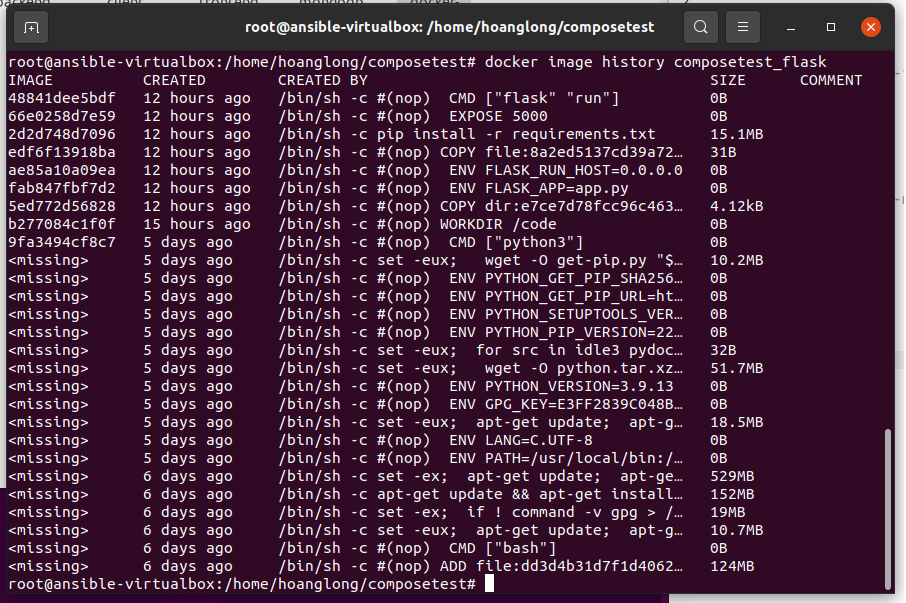 root@ansible-virtualbox: /home/hoanglong/composetest
root@ansible-virtualbox:/home/hoanglong/composetest# docker image history composetest_flask
IMAGE CREATED CREATED BY SIZE COMMENT
48841dee5bdf 12 hours ago /bin/sh -c #(nop)  CMD ["flask" "run"] 0B
66e0258d7e59 12 hours ago /bin/sh -c #(nop)  EXPOSE 5000 0B
2d2d748d7096 12 hours ago /bin/sh -c pip install -r requirements.txt 15.1MB
edf6f13918ba 12 hours ago /bin/sh -c #(nop) COPY file:8a2ed5137cd39a72… 31B
ae85a10a09ea 12 hours ago /bin/sh -c #(nop)  ENV FLASK_RUN_HOST=0.0.0.0 0B
fab847fbf7d2 12 hours ago /bin/sh -c #(nop)  ENV FLASK_APP=app.py 0B
5ed772d56828 12 hours ago /bin/sh -c #(nop) COPY dir:e7ce7d78fcc96c463… 4.12kB
b277084c1f0f 15 hours ago /bin/sh -c #(nop) WORKDIR /code 0B
9fa3494cf8c7 5 days ago /bin/sh -c #(nop)  CMD ["python3"] 0B
<missing> 5 days ago /bin/sh -c set -eux;   wget -O get-pip.py "$… 10.2MB
<missing> 5 days ago /bin/sh -c #(nop)  ENV PYTHON_GET_PIP_SHA256… 0B
<missing> 5 days ago /bin/sh -c #(nop)  ENV PYTHON_GET_PIP_URL=ht… 0B
<missing> 5 days ago /bin/sh -c #(nop)  ENV PYTHON_SETUPTOOLS_VER… 0B
<missing> 5 days ago /bin/sh -c #(nop)  ENV PYTHON_PIP_VERSION=22… 0B
<missing> 5 days ago /bin/sh -c set -eux;  for src in idle3 pydoc… 32B
<missing> 5 days ago /bin/sh -c set -eux;   wget -O python.tar.xz… 51.7MB
<missing> 5 days ago /bin/sh -c #(nop)  ENV PYTHON_VERSION=3.9.13 0B
<missing> 5 days ago /bin/sh -c #(nop)  ENV GPG_KEY=E3FF2839C048B… 0B
<missing> 5 days ago /bin/sh -c set -eux;  apt-get update;  apt-g… 18.5MB
<missing> 5 days ago /bin/sh -c #(nop)  ENV LANG=C.UTF-8 0B
<missing> 5 days ago /bin/sh -c #(nop)  ENV PATH=/usr/local/bin:/… 0B
<missing> 6 days ago /bin/sh -c set -ex;  apt-get update;  apt-ge… 529MB
<missing> 6 days ago /bin/sh -c apt-get update && apt-get install… 152MB
<missing> 6 days ago /bin/sh -c set -ex;  if ! command -v gpg > /… 19MB
<missing> 6 days ago /bin/sh -c set -eux;  apt-get update;  apt-g… 10.7MB
<missing> 6 days ago /bin/sh -c #(nop)  CMD ["bash"] 0B
<missing> 6 days ago /bin/sh -c #(nop) ADD file:dd3d4b31d7f1d4062… 124MB
root@ansible-virtualbox:/home/hoanglong/composetest#